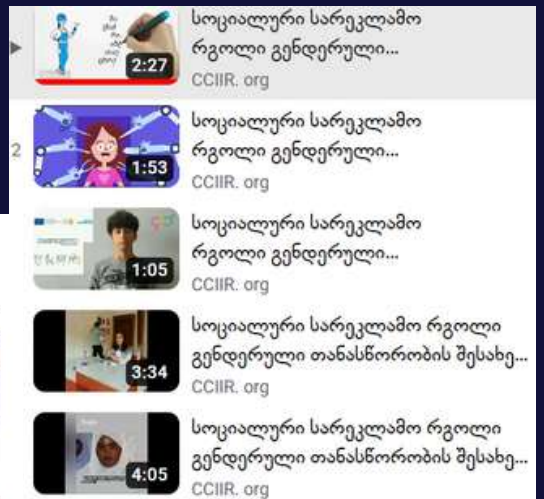 სოციალური სარეკლამო
რგოლი გენდერული...
CCIIR. org
2:27
2
სოციალური სარეკლამო
რგოლი გენდერული...
CCIIR. org
1:53
სოციალური სარეკლამო
რგოლი გენდერული...
CCIIR. org
1:05
სოციალური სარეკლამო რგოლი
გენდერული თანასწორობის შესახე...
CCIIR. org
3:34
სოციალური სარეკლამო რგოლი
გენდერული თანასწორობის შესახე...
CCIIR. org
4:05